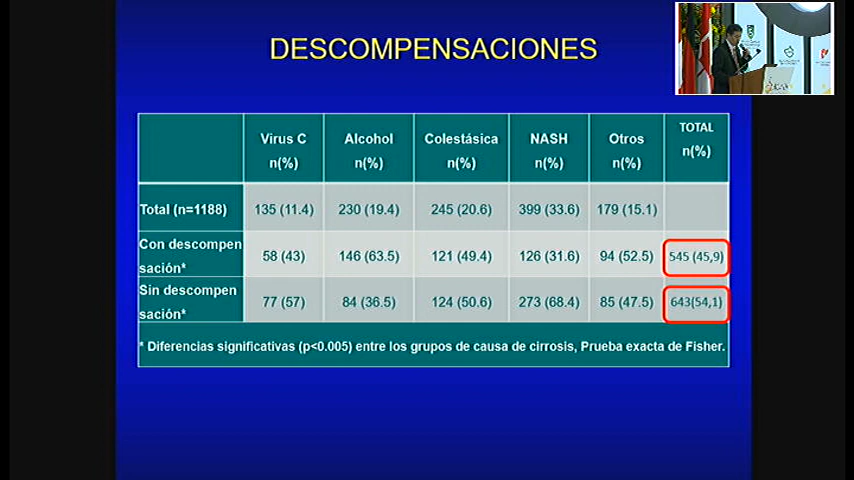 DESCOMPENSACIONES
Virus C n(%) Alcohol n(%) Colestásica n(%) NASH n(%) Otros n(%) TOTAL n(%)
Total (n=1188) 135 (11.4) 230 (19.4) 245 (20.6) 399 (33.6) 179 (15.1)
Con descompen sación* 58 (43) 146 (63.5) 121 (49.4) 126 (31.6) 94 (52.5) 545 (45,9)
Sin descompen sación* 77 (57) 84 (36.5) 124 (50.6) 273 (68.4) 85 (47.5) 643(54,1)
* Diferencias significativas (p<0.005) entre los grupos de causa de cirrosis, Prueba exacta de Fisher.